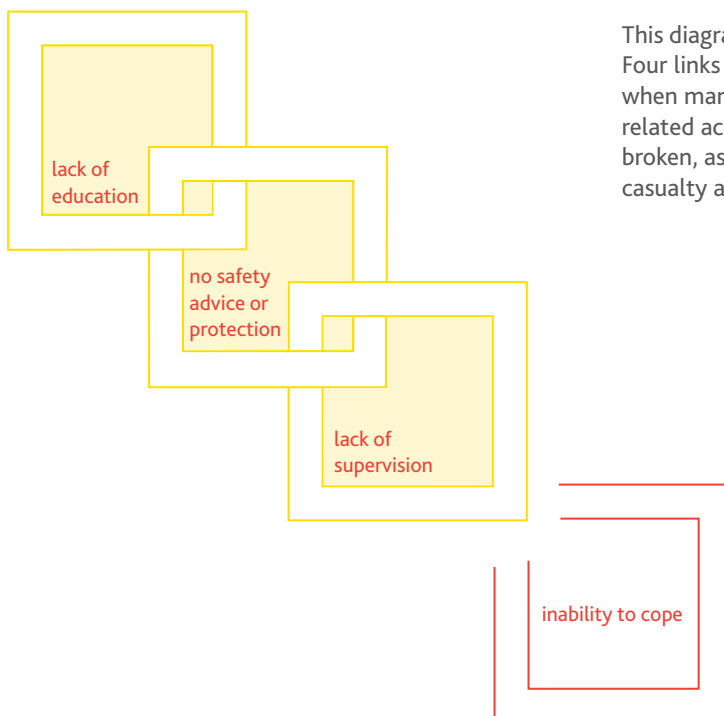 This diagra
Four links
when mar
related ac
broken, as
casualty a
lack of
education
no safety
advice or
protection
lack of
supervision
inability to cope